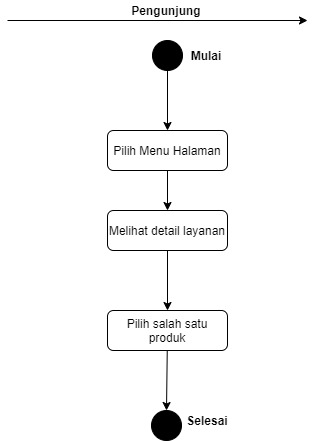 Pengunjung
Mulai
Pilih Menu Halaman
Melihat detail layanan
Pilih salah satu
produk
Selesai